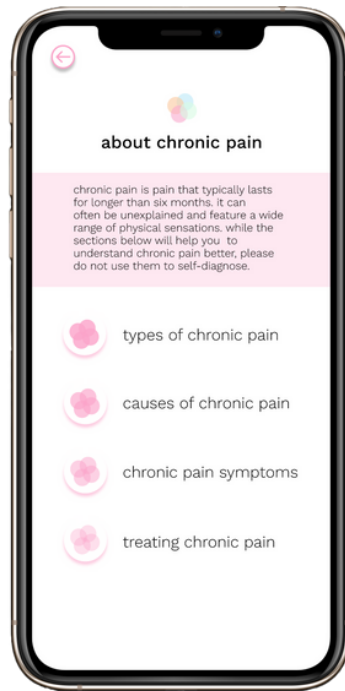 about chronic pain
chronic pain is pain that typically lasts
for longer than six months. it can
often be unexplained and feature a wide
range of physical sensations. while the
sections below will help you to
understand chronic pain better, please
do not use them to self-diagnose.
types of chronic pain
causes of chronic pain
chronic pain symptoms
treating chronic pain